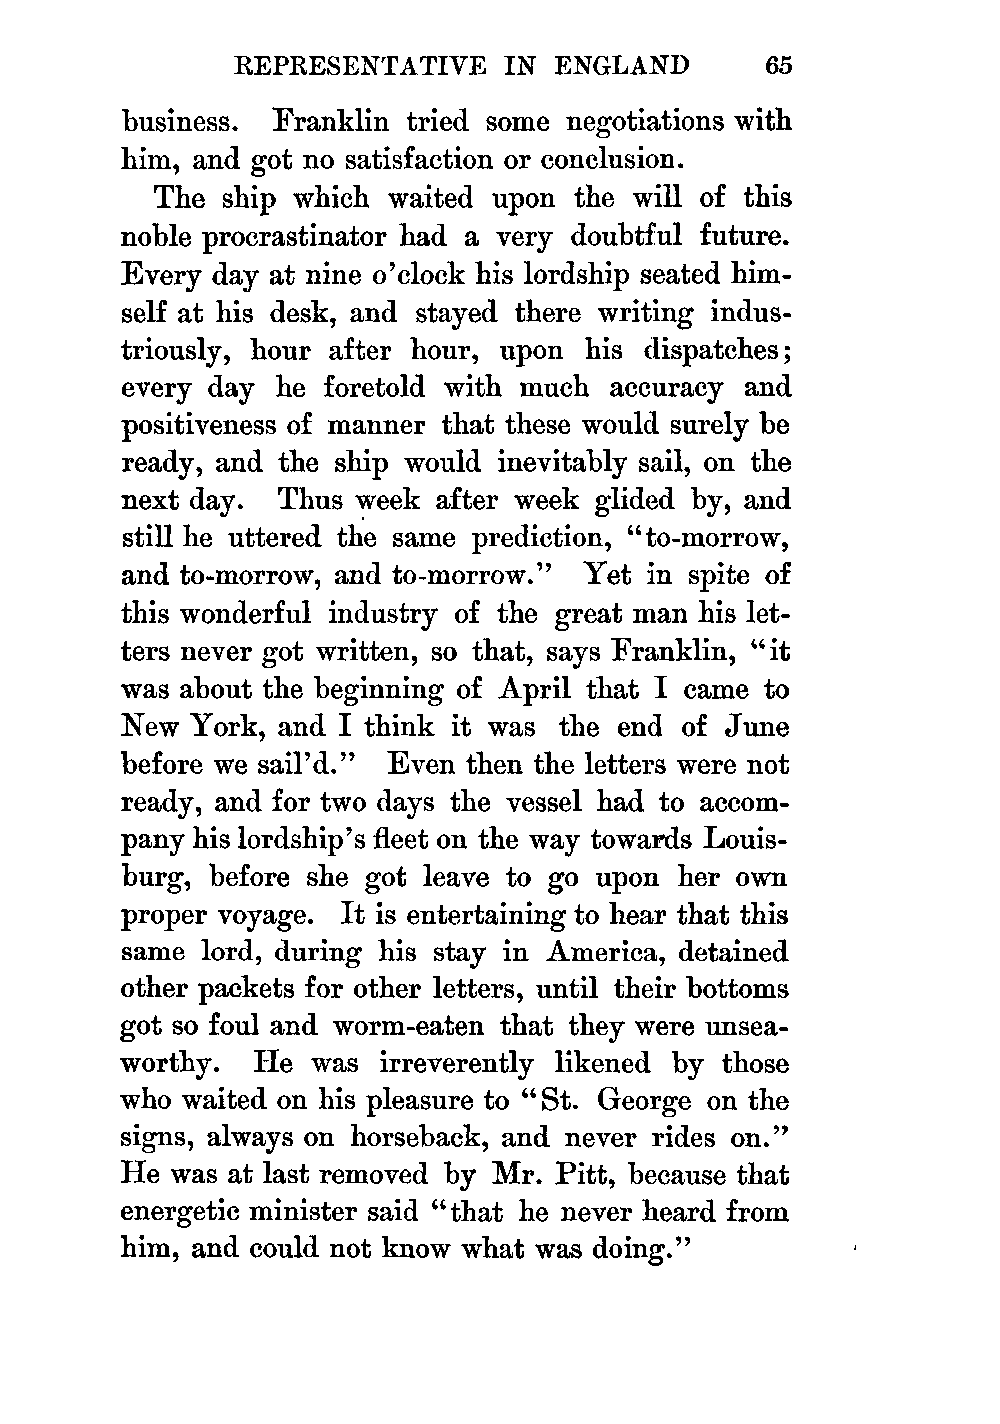 REPRESENTATIVE IN ENGLAND 65
business. Franklin tried some negotiations with
him, and got no satisfaction or conclusion.
The ship which waited upon the will of this
noble procrastinator had a very doubtful future.
Every day at nine o'clock his lordship seated him-
self at his desk, and stayed there writing indus-
triously, hour after hour, upon his dispatches;
every day he foretold with much accuracy and
positiveness of manner that these would surely be
ready, and the ship would inevitably sail, on the
next day. Thus week after week glided by, and
still he uttered the same prediction, "to-morrow,
and to-morrow, and to-morrow." Yet in spite of
this wonderful industry of the great man his let-
ters never got written, so that, says Franklin, "it
was about the beginning of April that I came to
New York, and I think it was the end of June
before we sail'd." Even then the letters were not
ready, and for two days the vessel had to accom-
pany his lordship's fleet on the way towards Louis-
burg, before she got leave to go upon her own
proper voyage. It is entertaining to hear that this
same lord, during his stay in America, detained
other packets for other letters, until their bottoms
got so foul and worm-eaten that they were unsea-
worthy. He was irreverently likened by those
who waited on his pleasure to "St. George on the
signs, always on horseback, and never rides on."
He was at last removed by Mr. Pitt, because that
energetic minister said "that he never heard from
him, and could not know what was doing."